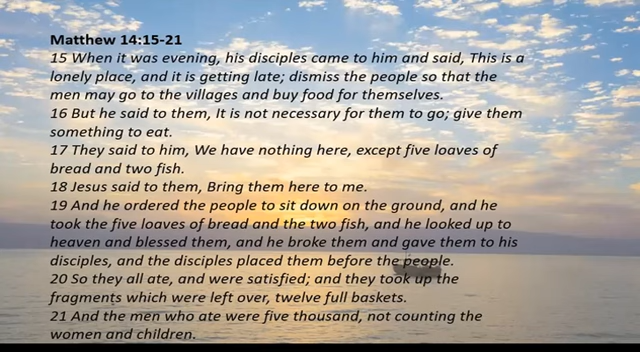 Matthew 14:15-21
15 When it was evening, his disciples came to him and said, This is a
lonely place, and it is getting late; dismiss the people so that the
men may go to the villages and buy food for themselves.
16 But he said to them, It is not necessary for them to go; give them
something to eat.
17 They said to him, We have nothing here, except five loaves of
bread and two fish.
18 Jesus said to them, Bring them here to me.
19 And he ordered the people to sit down on the ground, and he
took the five loaves of bread and the two fish, and he looked up to
heaven and blessed them, and he broke them and gave them to his
disciples, and the disciples placed them before the people.
20 So they all ate, and were satisfied; and they took up the
fragments which were left over, twelve full baskets.
21 And the men who ate were five thousand, not counting the
women and children.